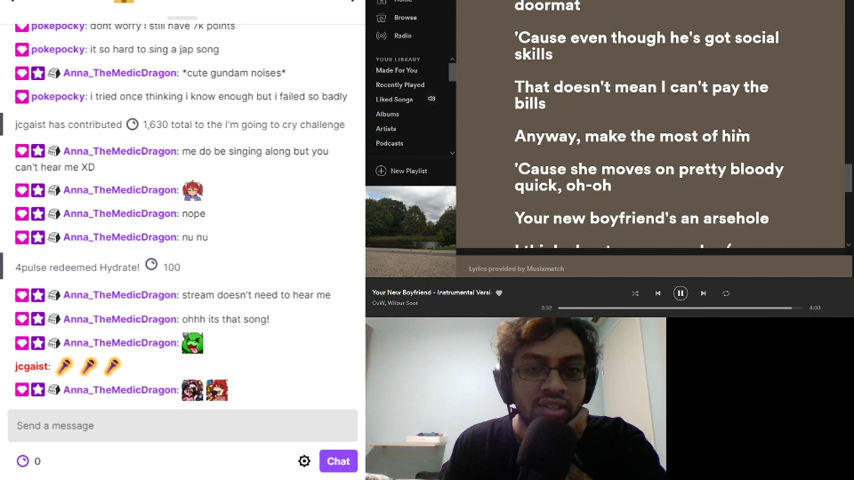 pokepocky: dont worry i still have 7k points
pokepocky: it so hard to sing a jap song
Anna_TheMedicDragon: *cute gundam noises*
pokepocky: i tried once thinking i know enough but i failed so badly
jcgaist has contributed 1,630 total to the I'm going to cry challenge
Anna_TheMedicDragon: me do be singing along but you
can't hear me XD
Anna_TheMedicDragon:
Anna_TheMedicDragon: nope
Anna_TheMedicDragon: nu nu
4pulse redeemed Hydrate! 100
Anna_TheMedicDragon: stream doesn't need to hear me
Anna_TheMedicDragon: ohhh its that song!
Anna_TheMedicDragon:
jcgaist:
Anna_TheMedicDragon:
Send a message
0
Chat
Browse
Radio
YOUR LIBRARY
Made For You
Recently Played
Liked Songs
Albums
Artists
Podcasts
New Playlist
doormat
'Cause even though he's got social
skills
That doesn't mean I can't pay the
bills
Anyway, make the most of him
'Cause she moves on pretty bloody
quick, oh-oh
Your new boyfriend's an arsehole
Lyrics provided by Musixmatch
Your New Boyfriend - Instrumental Versi
CvW, Wilbur Soot
3:52
4:03